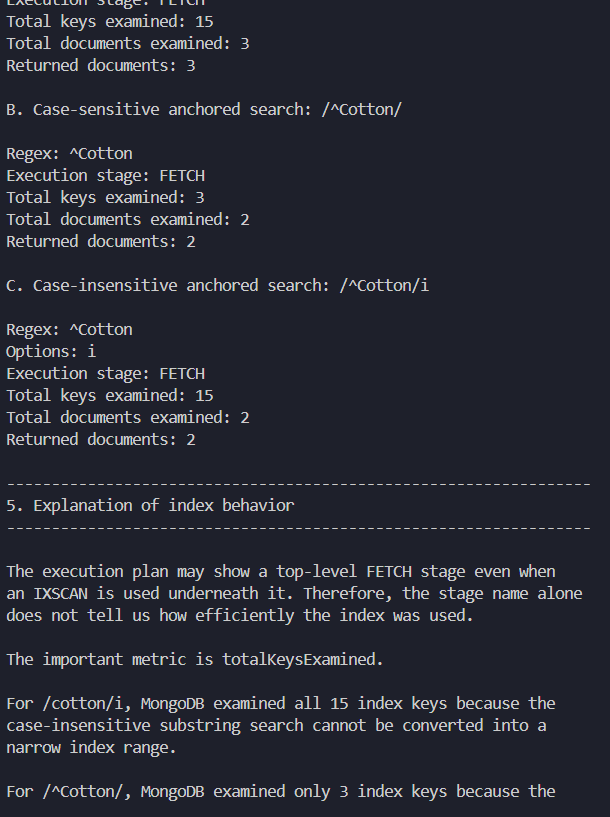 Execution stage: FETCH
Total keys examined: 15
Total documents examined: 3
Returned documents: 3
B. Case-sensitive anchored search: /^Cotton/
Regex: ^Cotton
Execution stage: FETCH
Total keys examined: 3
Total documents examined: 2
Returned documents: 2
C. Case-insensitive anchored search: /^Cotton/i
Regex: ^Cotton
Options: i
Execution stage: FETCH
Total keys examined: 15
Total documents examined: 2
Returned documents: 2
-----------------------------------------------------------------
5. Explanation of index behavior
-----------------------------------------------------------------
The execution plan may show a top-level FETCH stage even when
an IXSCAN is used underneath it. Therefore, the stage name alone
does not tell us how efficiently the index was used.
The important metric is totalKeysExamined.
For /cotton/i, MongoDB examined all 15 index keys because the
case-insensitive substring search cannot be converted into a
narrow index range.
For /^Cotton/, MongoDB examined only 3 index keys because the